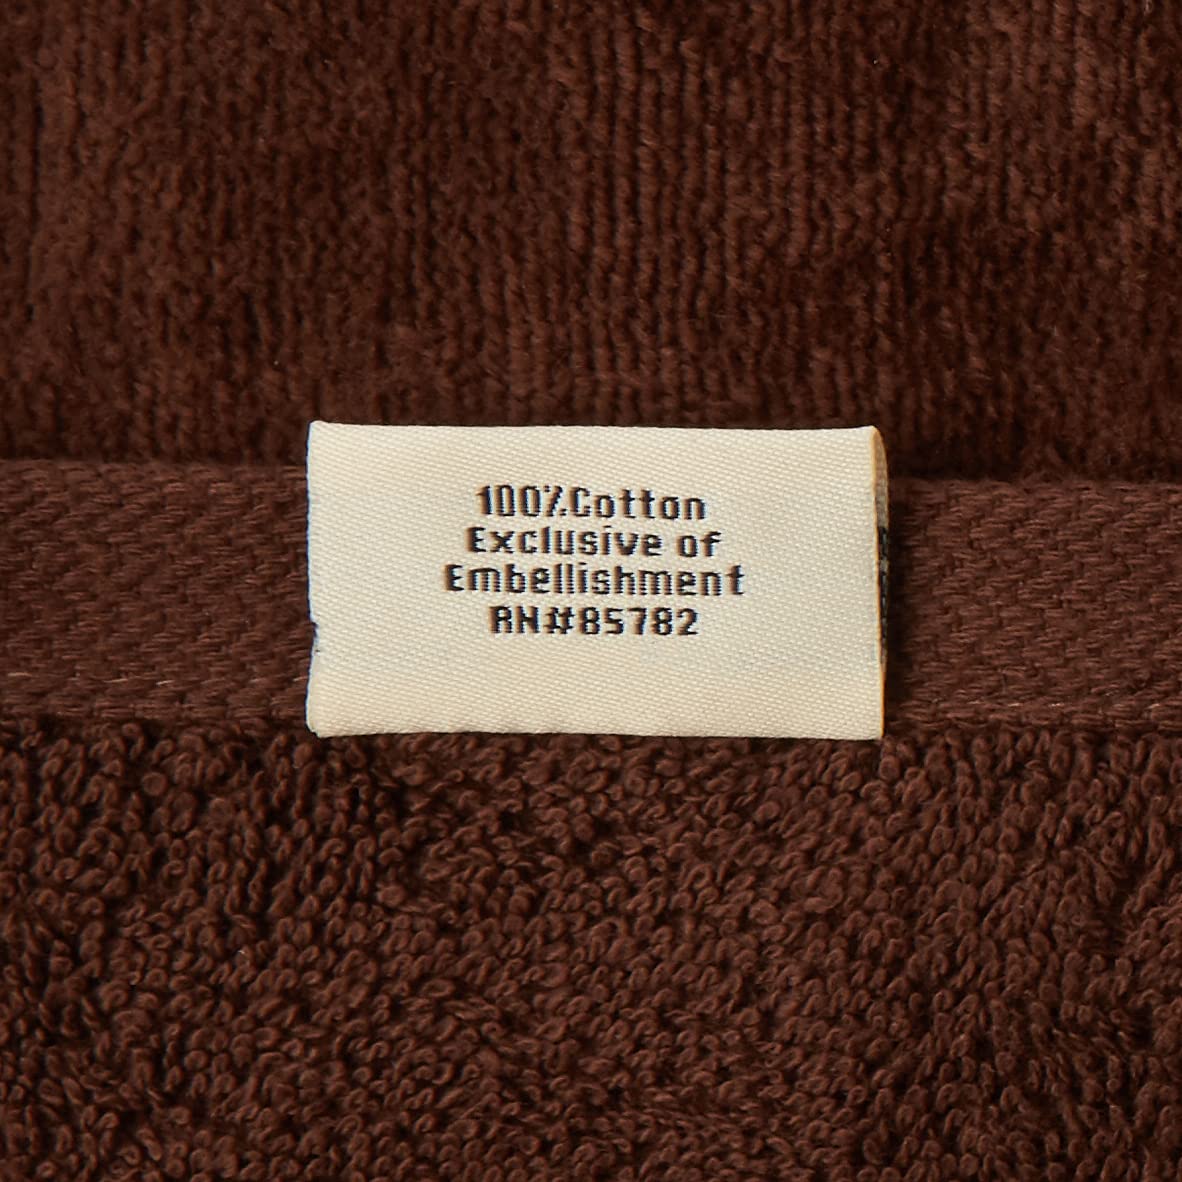 100%Cotton
Exclusive of
Embellishment
RN#85782